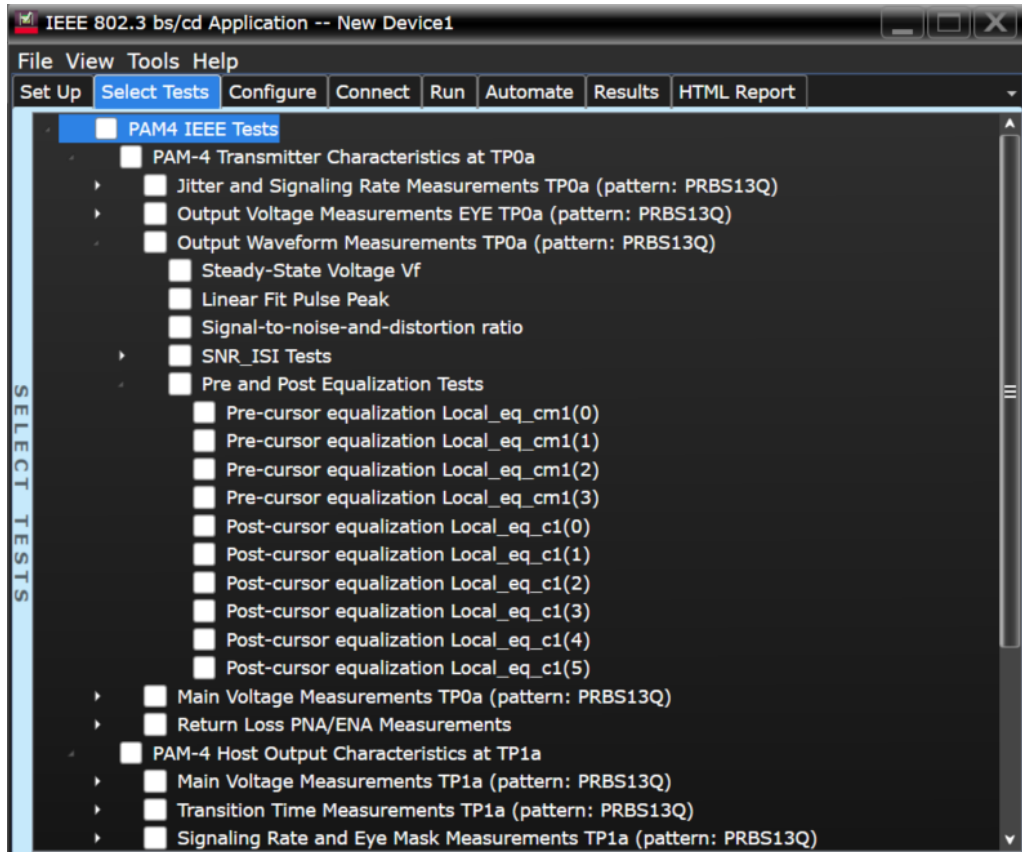 IEEE 802.3 bs/cd Application -- New Device1
File View Tools Help
Set Up Select Tests Configure Connect Run Automate Results HTML Report
PAM4 IEEE Tests
PAM-4 Transmitter Characteristics at TP0a
Jitter and Signaling Rate Measurements TP0a (pattern: PRBS13Q)
Output Voltage Measurements EYE TP0a (pattern: PRBS13Q)
Output Waveform Measurements TP0a (pattern: PRBS13Q)
Steady-State Voltage Vf
Linear Fit Pulse Peak
Signal-to-noise-and-distortion ratio
SNR_ISI Tests
Pre and Post Equalization Tests
Pre-cursor equalization Local_eq_cm1(0)
Pre-cursor equalization Local_eq_cm1(1)
Pre-cursor equalization Local_eq_cm1(2)
Pre-cursor equalization Local_eq_cm1(3)
Post-cursor equalization Local_eq_c1(0)
Post-cursor equalization Local_eq_c1(1)
Post-cursor equalization Local_eq_c1(2)
Post-cursor equalization Local_eq_c1(3)
Post-cursor equalization Local_eq_c1(4)
Post-cursor equalization Local_eq_c1(5)
Main Voltage Measurements TP0a (pattern: PRBS13Q)
Return Loss PNA/ENA Measurements
PAM-4 Host Output Characteristics at TP1a
Main Voltage Measurements TP1a (pattern: PRBS13Q)
Transition Time Measurements TP1a (pattern: PRBS13Q)
Signaling Rate and Eye Mask Measurements TP1a (pattern: PRBS13Q)
SELECT TESTS